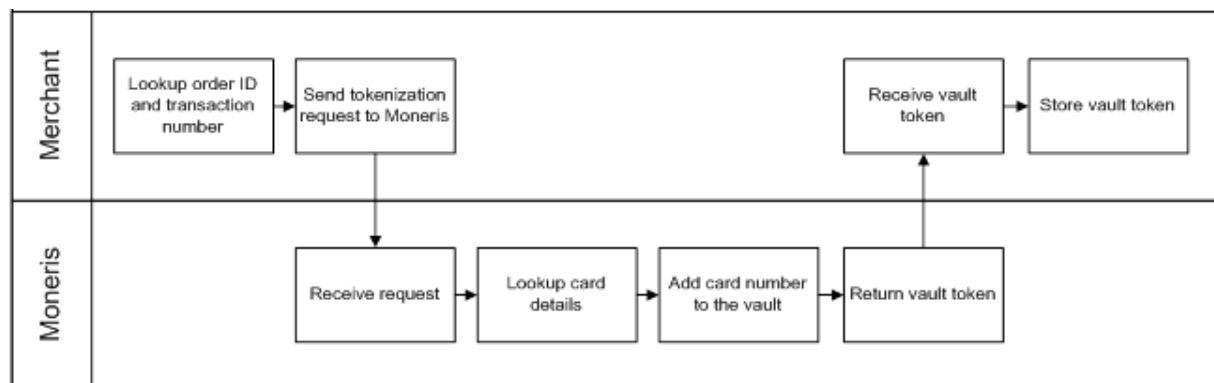 Merchant
Lookup order ID
and transaction
number
Send tokenization
request to Moneris
Receive vault
token
Store vault token
Moneris
Receive request
Lookup card
details
Add card number
to the vault
Return vault token